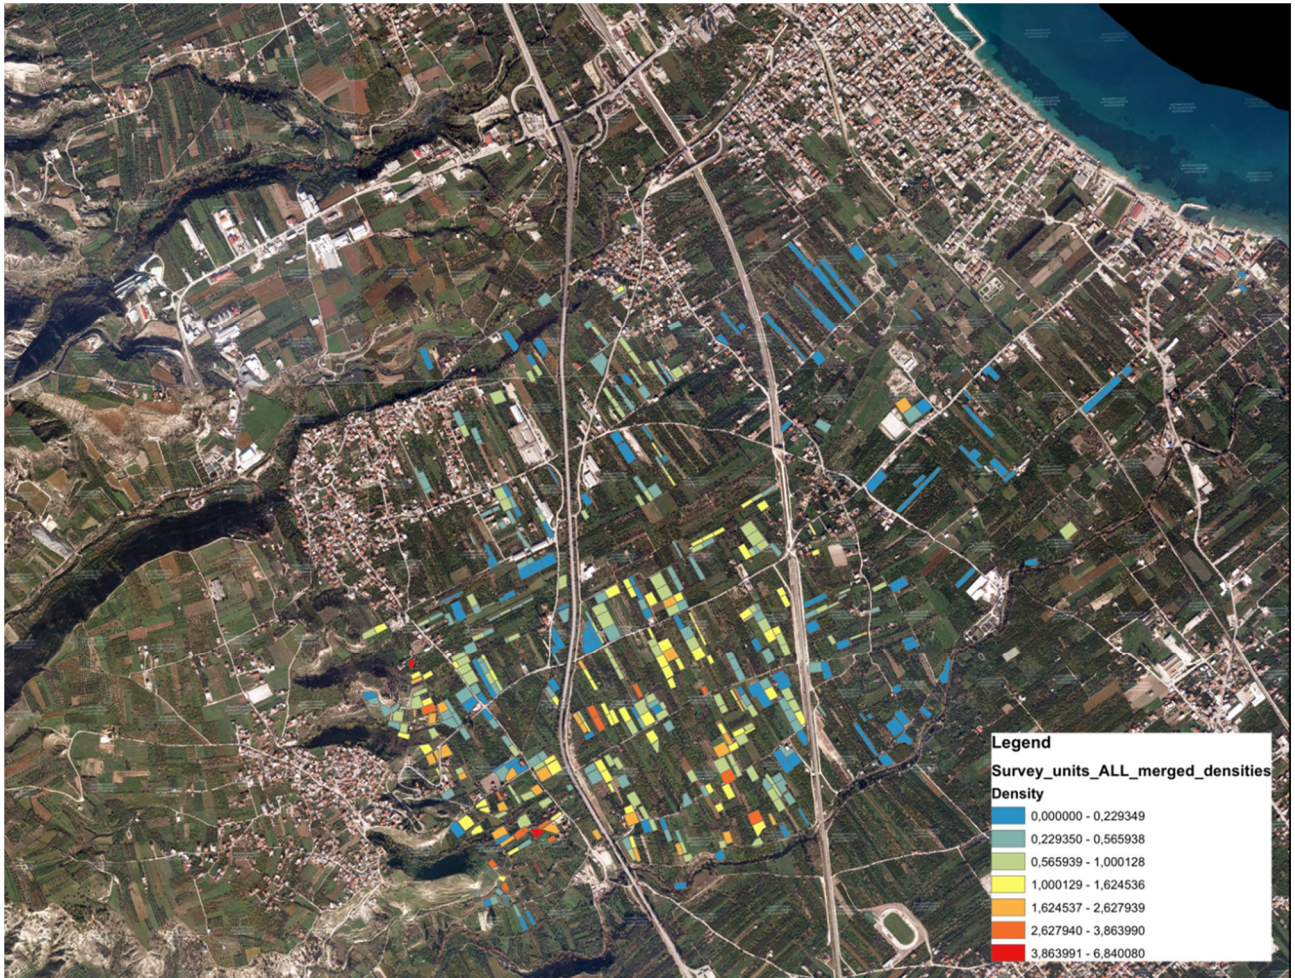 Legend
Survey_units_ALL_merged_densities
Density
0,000000 - 0,229349
0,229350 - 0,565938
0,565939 - 1,000128
1,000129 - 1,624536
1,624537 - 2,627939
2,627940 - 3,863990
3,863991 - 6,840080